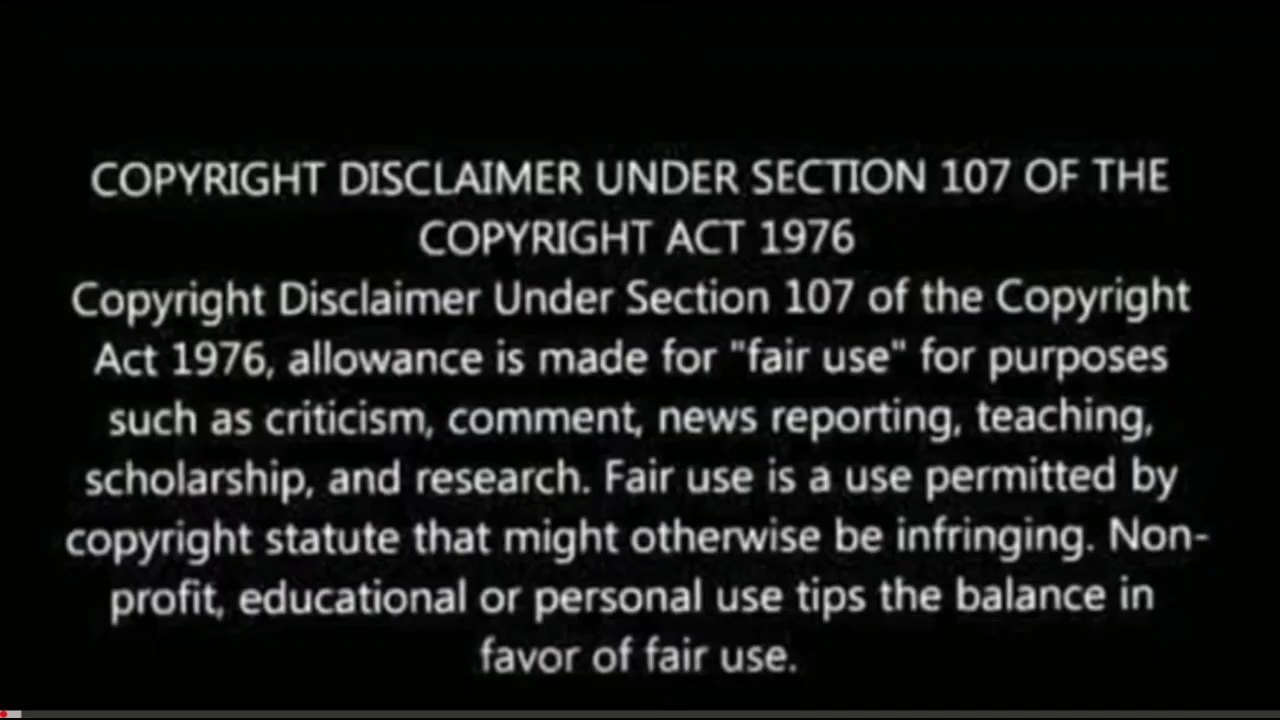 COPYRIGHT DISCLAIMER UNDER SECTION 107 OF THE
COPYRIGHT ACT 1976
Copyright Disclaimer Under Section 107 of the Copyright
Act 1976, allowance is made for "fair use" for purposes
such as criticism, comment, news reporting, teaching,
scholarship, and research. Fair use is a use permitted by
copyright statute that might otherwise be infringing. Non-
profit, educational or personal use tips the balance in
favor of fair use.